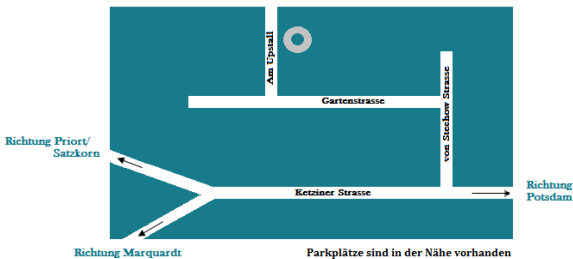 Am Upstall
Gartenstrasse
von Stechow Strasse
Richtung Priort/
Satzkorn
Ketziner Strasse
Richtung
Potsdam
Richtung Marquardt
Parkplätze sind in der Nähe vorhanden